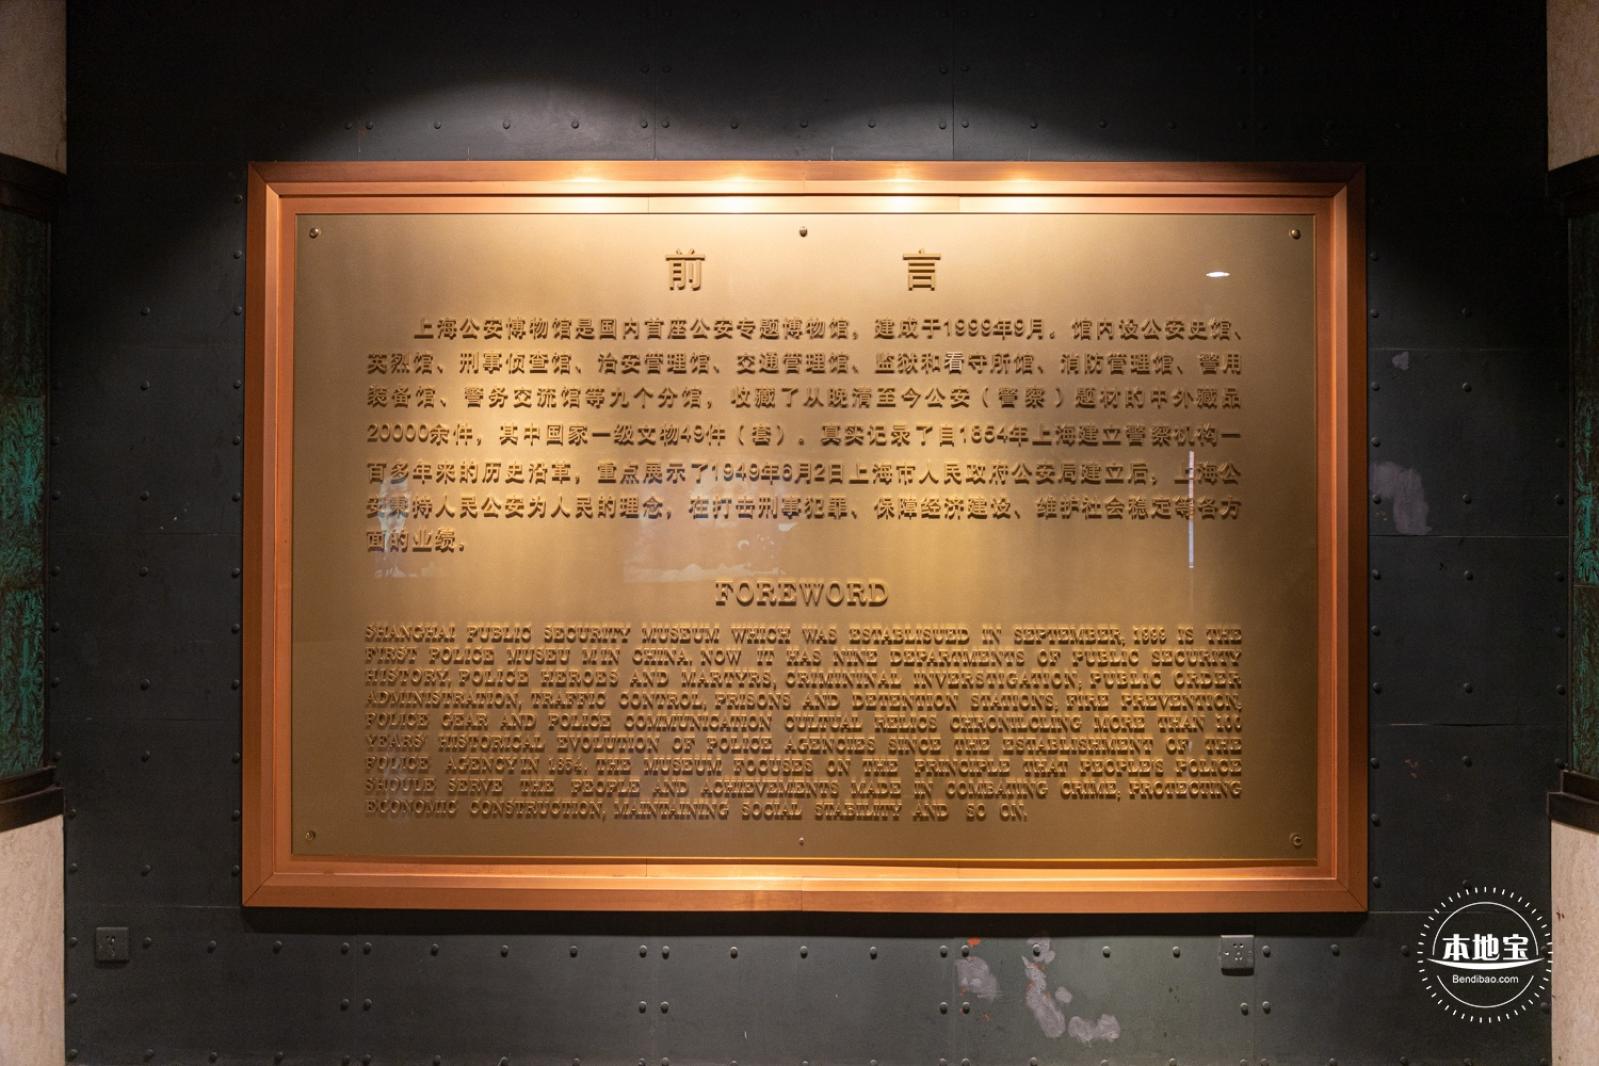 前言
上海公安博物馆是国内首座公安专题博物馆，建成于1999年9月。馆内设公安史馆、
英烈馆、刑事侦查馆、治安管理馆、交通管理馆、监狱和看守所馆、消防管理馆、警用
装备馆、警务交流馆等九个分馆，收藏了从晚清至今公安（警察）题材的中外藏品
20000余件，其中国家一级文物49件（套）。真实记录了自1854年上海建立警察机构一
百多年来的历史沿革，重点展示了1949年6月2日上海市人民政府公安局建立后，上海公
安秉持人民公安为人民的理念，在打击刑事犯罪、保障经济建设、维护社会稳定等各方
面的业绩。
FOREWORD
SHANGHAI PUBLIC SECURITY MUSEUM WHICH WAS ESTABLISHED IN SEPTEMBER, 1999 IS THE
FIRST POLICE MUSEU M IN CHINA. NOW IT HAS NINE DEPARTMENTS OF PUBLIC SECURITY
HISTORY, POLICE HEROES AND MARTYRS, CRIMININAL INVERSTIGATION, PUBLIC ORDER
ADMINISTRATION, TRAFFIC CONTROL, PRISONS AND DETENTION STATIONS, FIRE PREVENTION,
POLICE GEAR AND POLICE COMMUNICATION CULTUAL RELICS CHRONICLING MORE THAN 100
YEARS' HISTORICAL EVOLUTION OF POLICE AGENCIES SINCE THE ESTABLISHMENT OF THE
POLICE AGENCY IN 1854. THE MUSEUM FOCUSES ON THE PRINCIPLE THAT PEOPLE'S POLICE
SHOULE SERVE THE PEOPLE AND ACHIEVEMENTS MADE IN COMBATING CRIME, PROTECTING
ECONOMIC CONSTRUCTION, MAINTAINING SOCIAL STABILITY AND SO ON.
本地宝
Bendibao.com